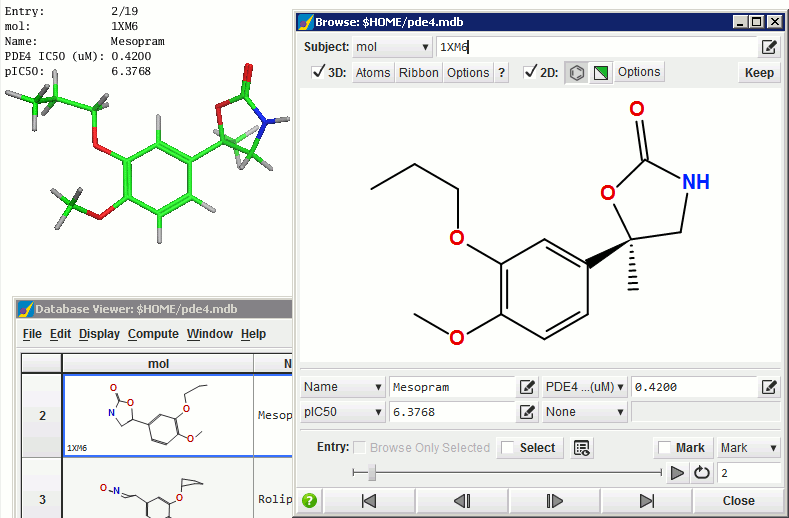 Entry: 2/19
mol: 1XM6
Name: Mesopram
PDE4 IC50 (uM): 0.4200
pIC50: 6.3768
Browse: $HOME/pde4.mdb
Subject: mol 1XM6
3D: Atoms Ribbon Options ? 2D: Options Keep
O
O NH
O
O
Database Viewer: $HOME/pde4.mdb
File Edit Display Compute Window Help
mol N
2 O O N O O 1XM6 Mesop
3 O N O Rolip
Name Mesopram PDE4 ...(uM) 0.4200
pIC50 6.3768 None
Entry: Browse Only Selected Select Mark Mark
2
? Close